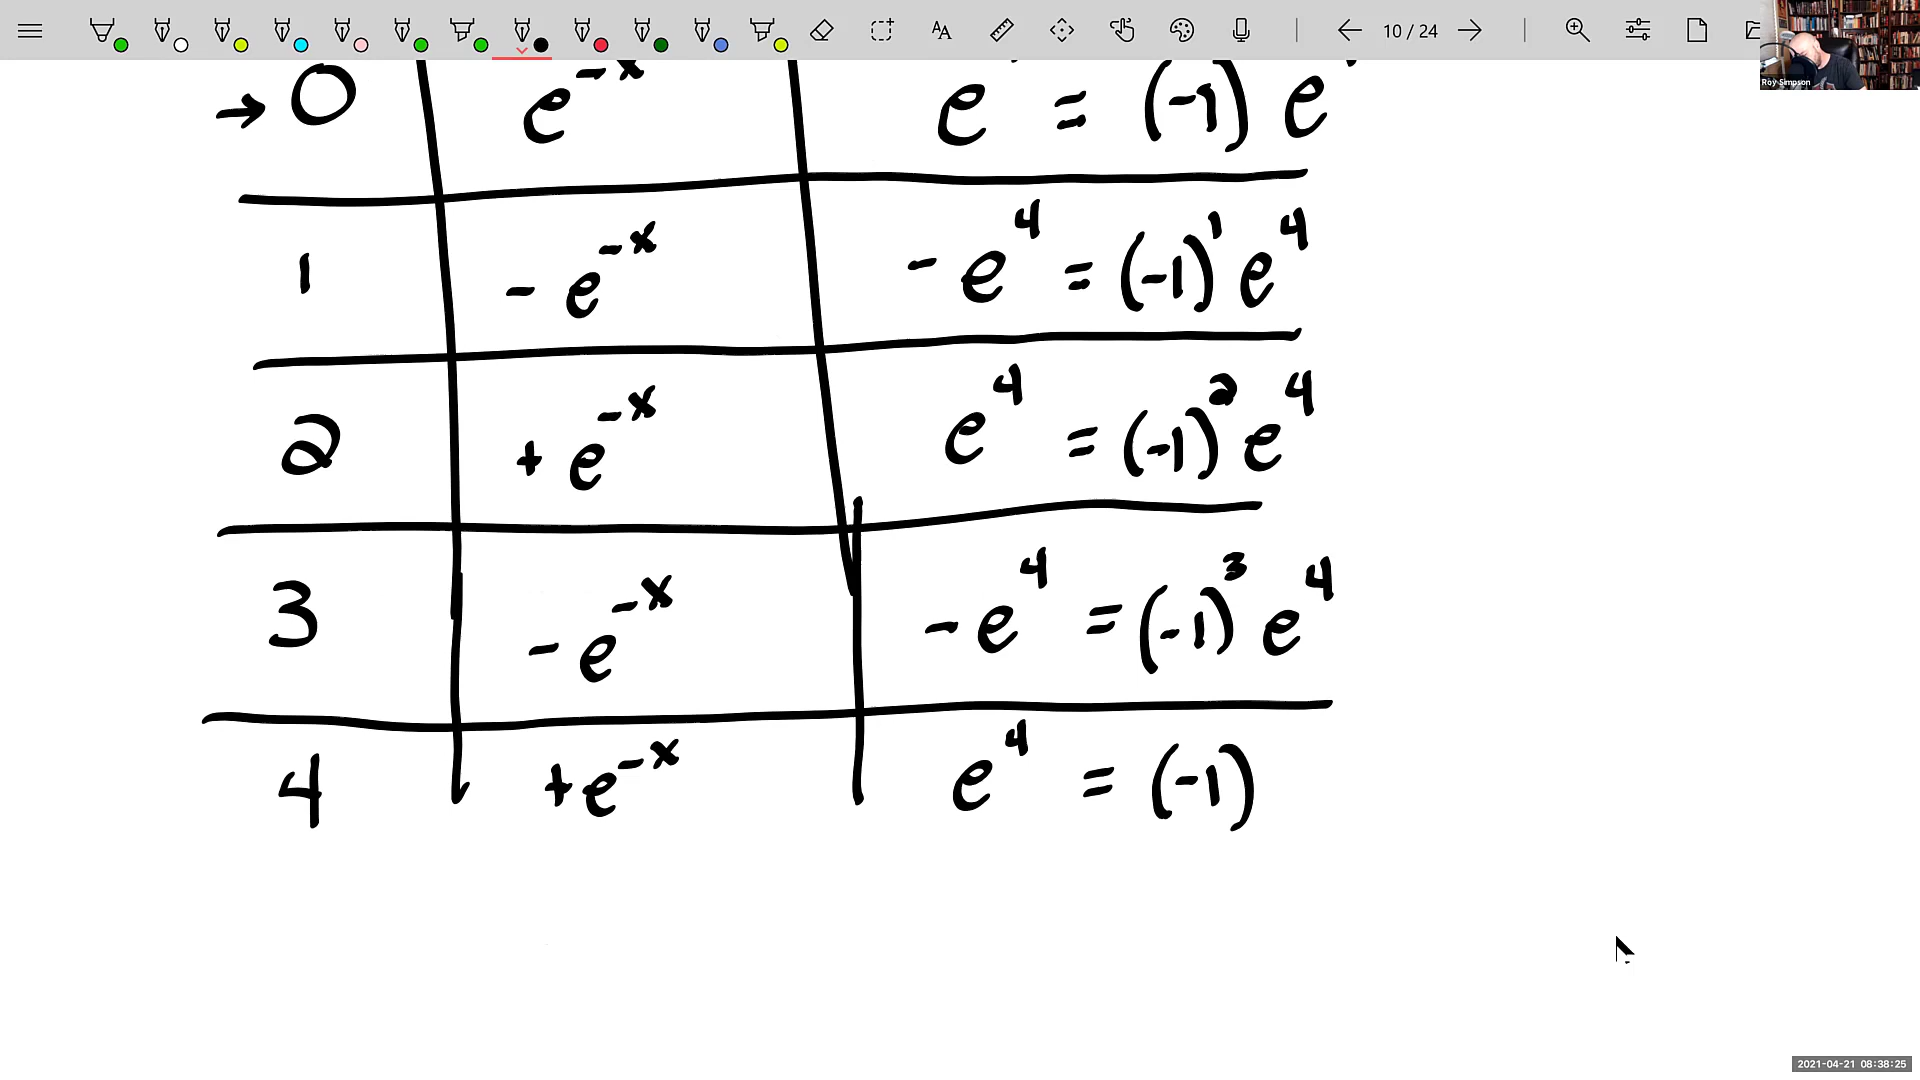 10 / 24
Roy Simpson
→ 0 e^-x e = (-1) e
1 - e^-x - e^4 = (-1)^1 e^4
2 + e^-x e^4 = (-1)^2 e^4
3 - e^-x - e^4 = (-1)^3 e^4
4 + e^-x e^4 = (-1)
2021-04-21 08:38:25